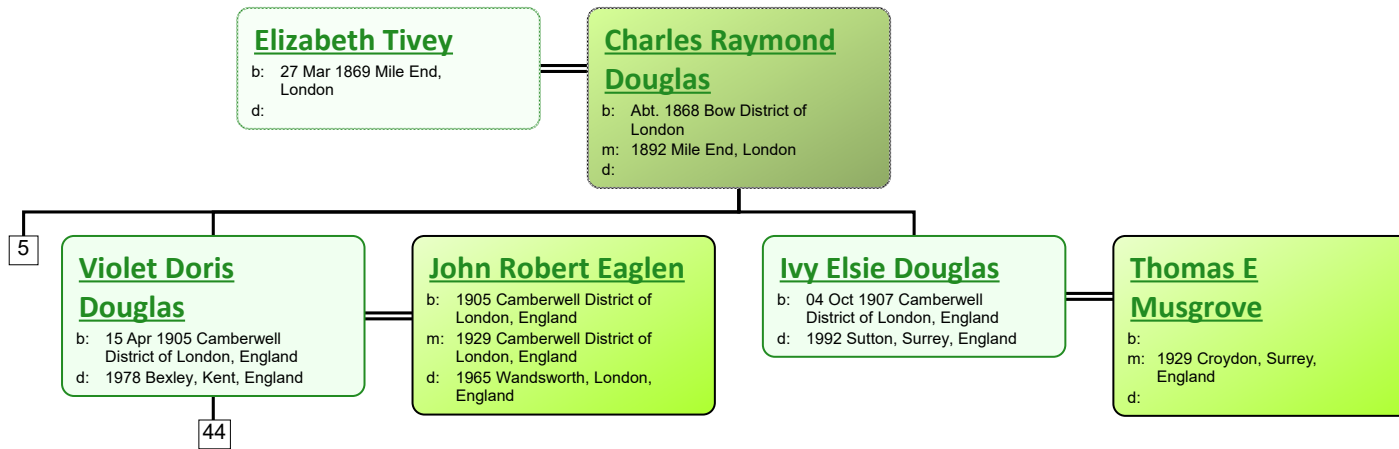 Elizabeth Tivey
b: 27 Mar 1869 Mile End,
London
d:
Charles Raymond
Douglas
b: Abt. 1868 Bow District of
London
m: 1892 Mile End, London
d:
5
Violet Doris
Douglas
b: 15 Apr 1905 Camberwell
District of London, England
d: 1978 Bexley, Kent, England
John Robert Eaglen
b: 1905 Camberwell District of
London, England
m: 1929 Camberwell District of
London, England
d: 1965 Wandsworth, London,
England
Ivy Elsie Douglas
b: 04 Oct 1907 Camberwell
District of London, England
d: 1992 Sutton, Surrey, England
Thomas E
Musgrove
b:
m: 1929 Croydon, Surrey,
England
d:
44